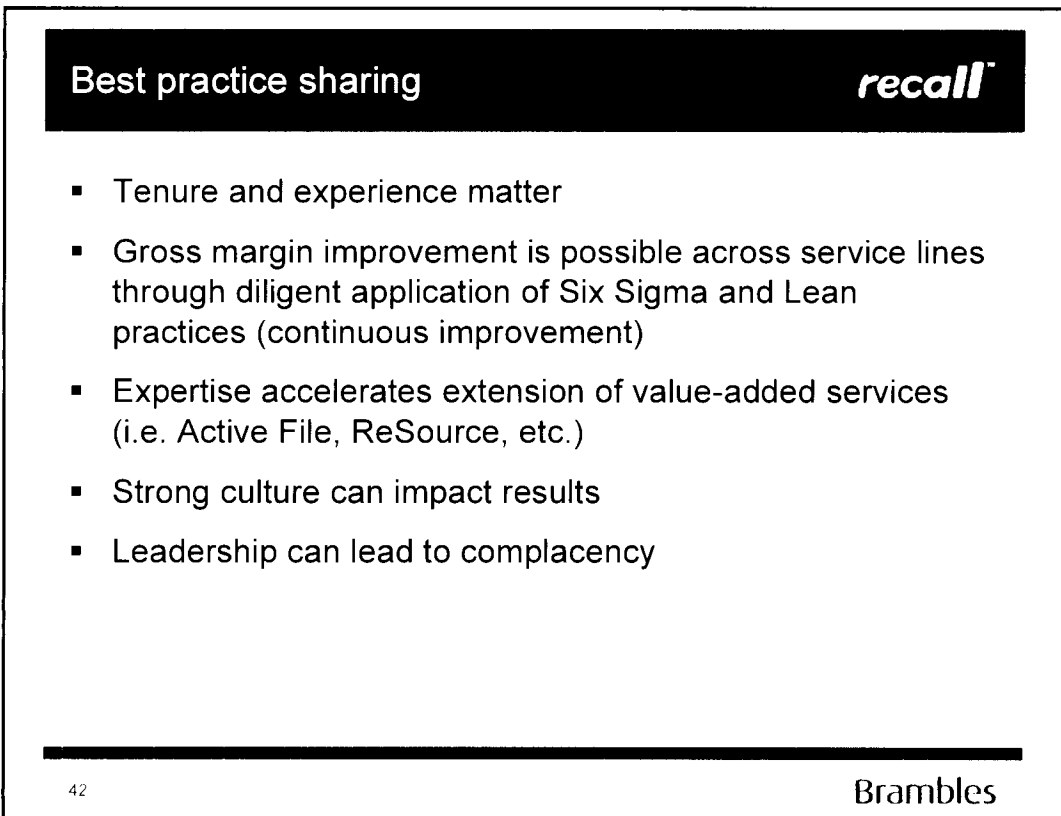 Best practice sharing
recall™
▪ Tenure and experience matter
▪ Gross margin improvement is possible across service lines
through diligent application of Six Sigma and Lean
practices (continuous improvement)
▪ Expertise accelerates extension of value-added services
(i.e. Active File, ReSource, etc.)
▪ Strong culture can impact results
▪ Leadership can lead to complacency
42
Brambles